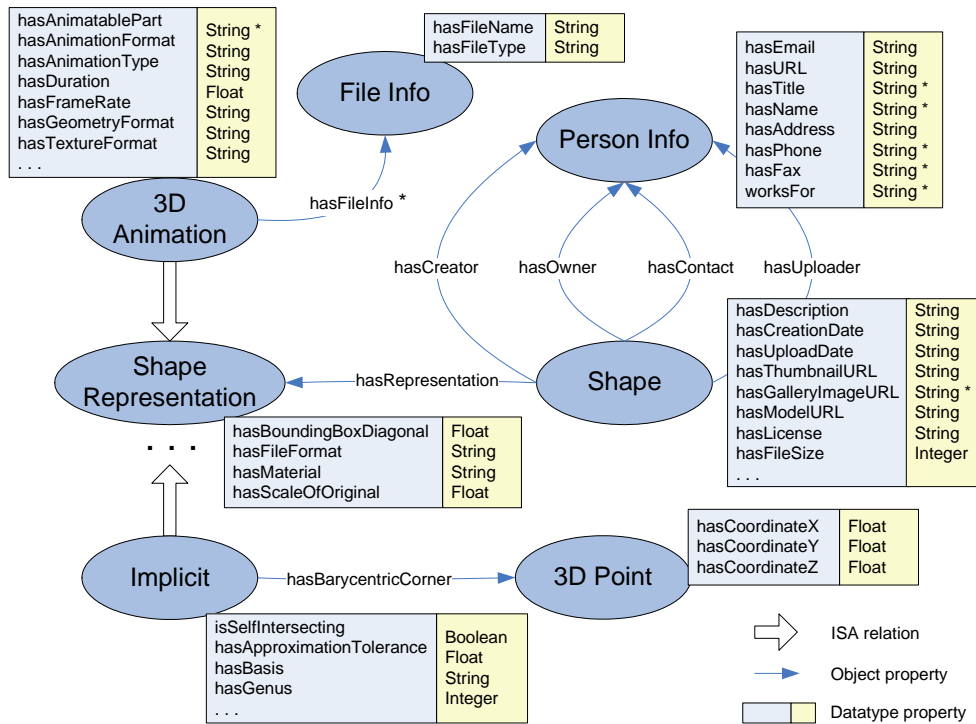 hasAnimatablePart String *
hasAnimationFormat String
hasAnimationType String
hasDuration Float
hasFrameRate String
hasGeometryFormat String
hasTextureFormat String
. . .
3D
Animation
hasFileName String
hasFileType String
File Info
hasFileInfo *
hasEmail String
hasURL String
hasTitle String *
hasName String *
hasAddress String
hasPhone String *
hasFax String *
worksFor String *
Person Info
hasCreator
hasOwner
hasContact
hasUploader
Shape
Representation
hasRepresentation
Shape
hasDescription String
hasCreationDate String
hasUploadDate String
hasThumbnailURL String
hasGalleryImageURL String *
hasModelURL String
hasLicense String
hasFileSize Integer
. . .
hasBoundingBoxDiagonal Float
hasFileFormat String
hasMaterial String
hasScaleOfOriginal Float
. . .
Implicit
hasBarycentricCorner
3D Point
hasCoordinateX Float
hasCoordinateY Float
hasCoordinateZ Float
isSelfIntersecting Boolean
hasApproximationTolerance Float
hasBasis String
hasGenus Integer
. . .
ISA relation
Object property
Datatype property